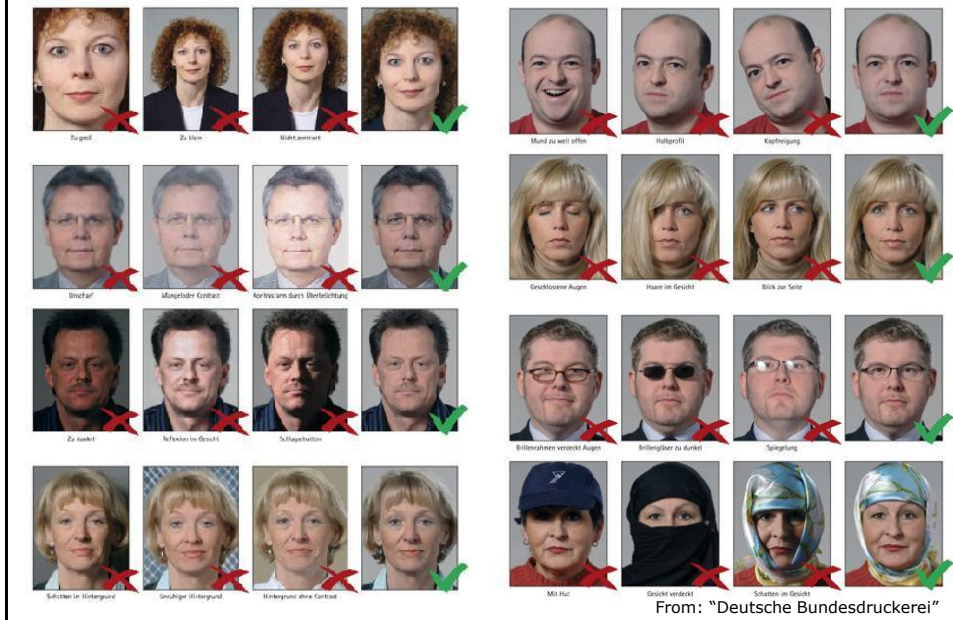 Zu groß
Zu klein
Nicht zentriert
Unscharf
Mangelnder Contrast
Kontrastarm durch Überbelichtung
Zu dunkel
Reflexion im Gesicht
Schlagschatten
Schatten im Hintergrund
Unruhiger Hintergrund
Hintergrund ohne Contrast
Mund zu weit offen
Halbprofil
Kopfneigung
Geschlossene Augen
Haare im Gesicht
Blick zur Seite
Brillenrahmen verdeckt Augen
Brillengläser zu dunkel
Spiegelung
Mit Hut
Gesicht verdeckt
Schatten im Gesicht
From: “Deutsche Bundesdruckerei”